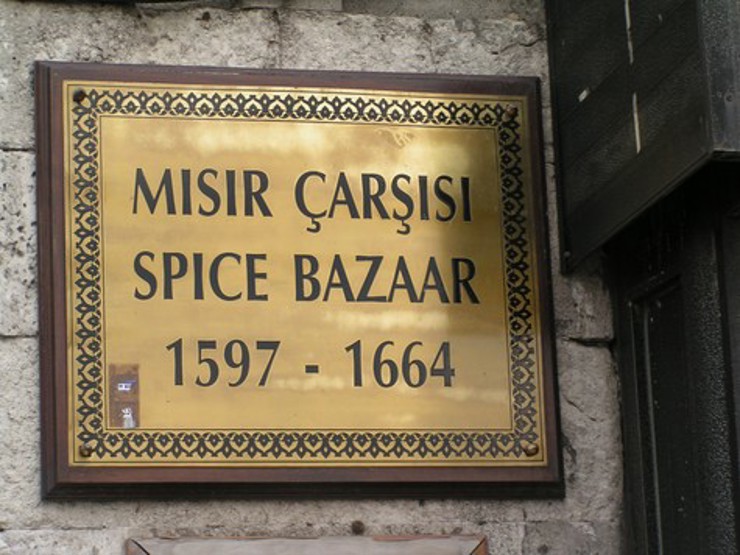 MISIR ÇARŞISI
SPICE BAZAAR
1597 - 1664